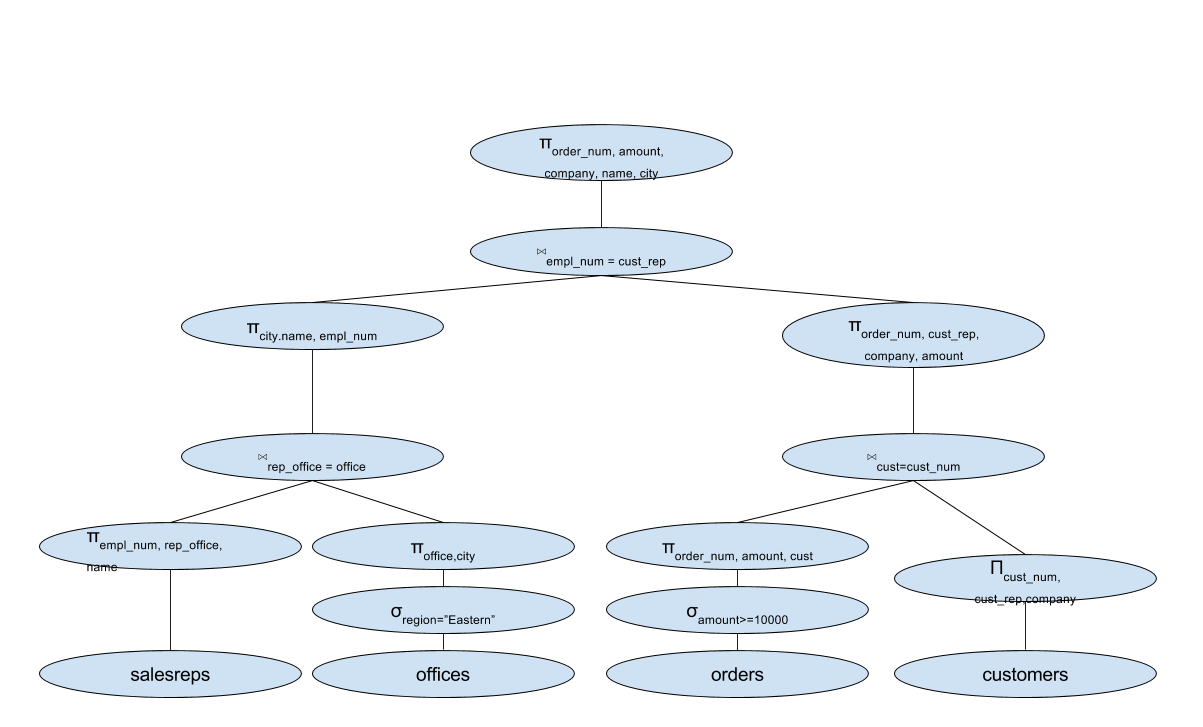 π order_num, amount,
company, name, city
⋈ empl_num = cust_rep
π city.name, empl_num
π order_num, cust_rep,
company, amount
⋈ rep_office = office
⋈ cust=cust_num
π empl_num, rep_office,
name
π office,city
π order_num, amount, cust
Π cust_num,
cust_rep,company
σ region=”Eastern”
σ amount>=10000
salesreps
offices
orders
customers